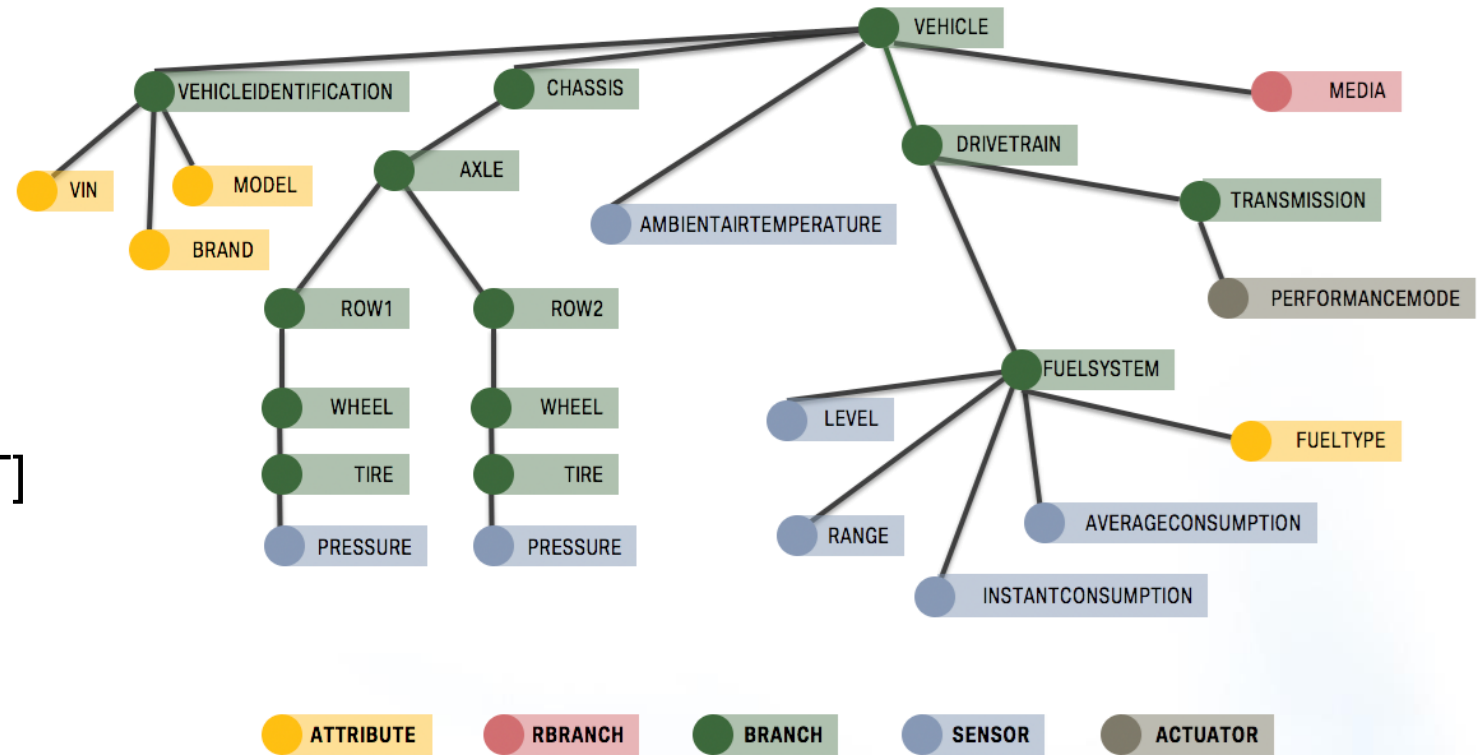 VEHICLE
VEHICLEIDENTIFICATION
CHASSIS
MEDIA
DRIVETRAIN
AXLE
VIN
MODEL
TRANSMISSION
AMBIENTAIRTEMPERATURE
BRAND
PERFORMANCEMODE
ROW1
ROW2
FUELSYSTEM
WHEEL
WHEEL
LEVEL
FUELTYPE
TIRE
TIRE
]
AVERAGECONSUMPTION
RANGE
PRESSURE
PRESSURE
INSTANTCONSUMPTION
ATTRIBUTE
RBRANCH
BRANCH
SENSOR
ACTUATOR